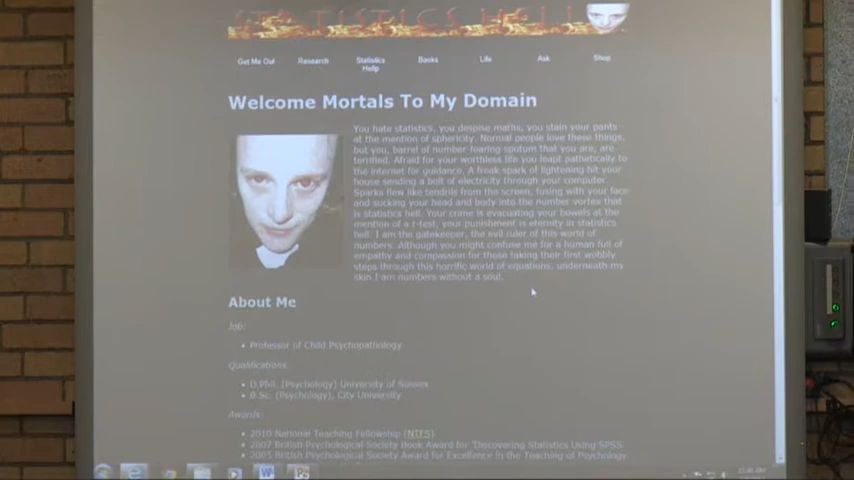 STATISTICS HELL
Get Me Out
Research
Statistics
Help
Books
Life
Ask
Shop
Welcome Mortals To My Domain
You hate statistics, you despise maths, you stain your pants
at the mention of sphericity. Normal people love these things,
but you, barrel of number-fearing sputum that you are, are
terrified. Afraid for your worthless life you leapt pathetically to
the internet for guidance. A freak spark of lightening hit your
house sending a bolt of electricity through your computer.
Sparks flew like tendrils from the screen, fusing with your face
and sucking your head and body into the number vortex that
is statistics hell. Your crime is evacuating your bowels at the
mention of a t-test, your punishment is eternity in statistics
hell. I am the gatekeeper, the evil ruler of this world of
numbers. Although you might confuse me for a human full of
empathy and compassion for those taking their first wobbly
steps through this horrific world of equations, underneath my
skin I am numbers without a soul.
About Me
Job:
• Professor of Child Psychopathology
Qualifications:
• D.Phil. (Psychology) University of Sussex
• B.Sc. (Psychology), City University
Awards:
• 2010 National Teaching Fellowship (NTFS)
• 2007 British Psychological Society Book Award for 'Discovering Statistics Using SPSS
• 2005 British Psychological Society Award for Excellence in the Teaching of Psychology